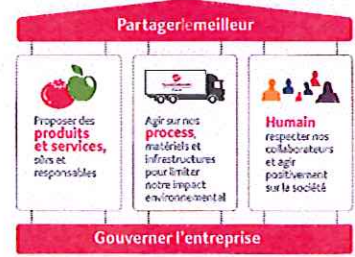 Partagerlemeilleur
Proposer des
produits
et services,
sûrs et
responsables
Agir sur nos
process,
matériels et
infrastructures
pour limiter
notre impact
environnemental
Humain
respecter nos
collaborateurs
et agir
positivement
sur la société
Gouverner l'entreprise